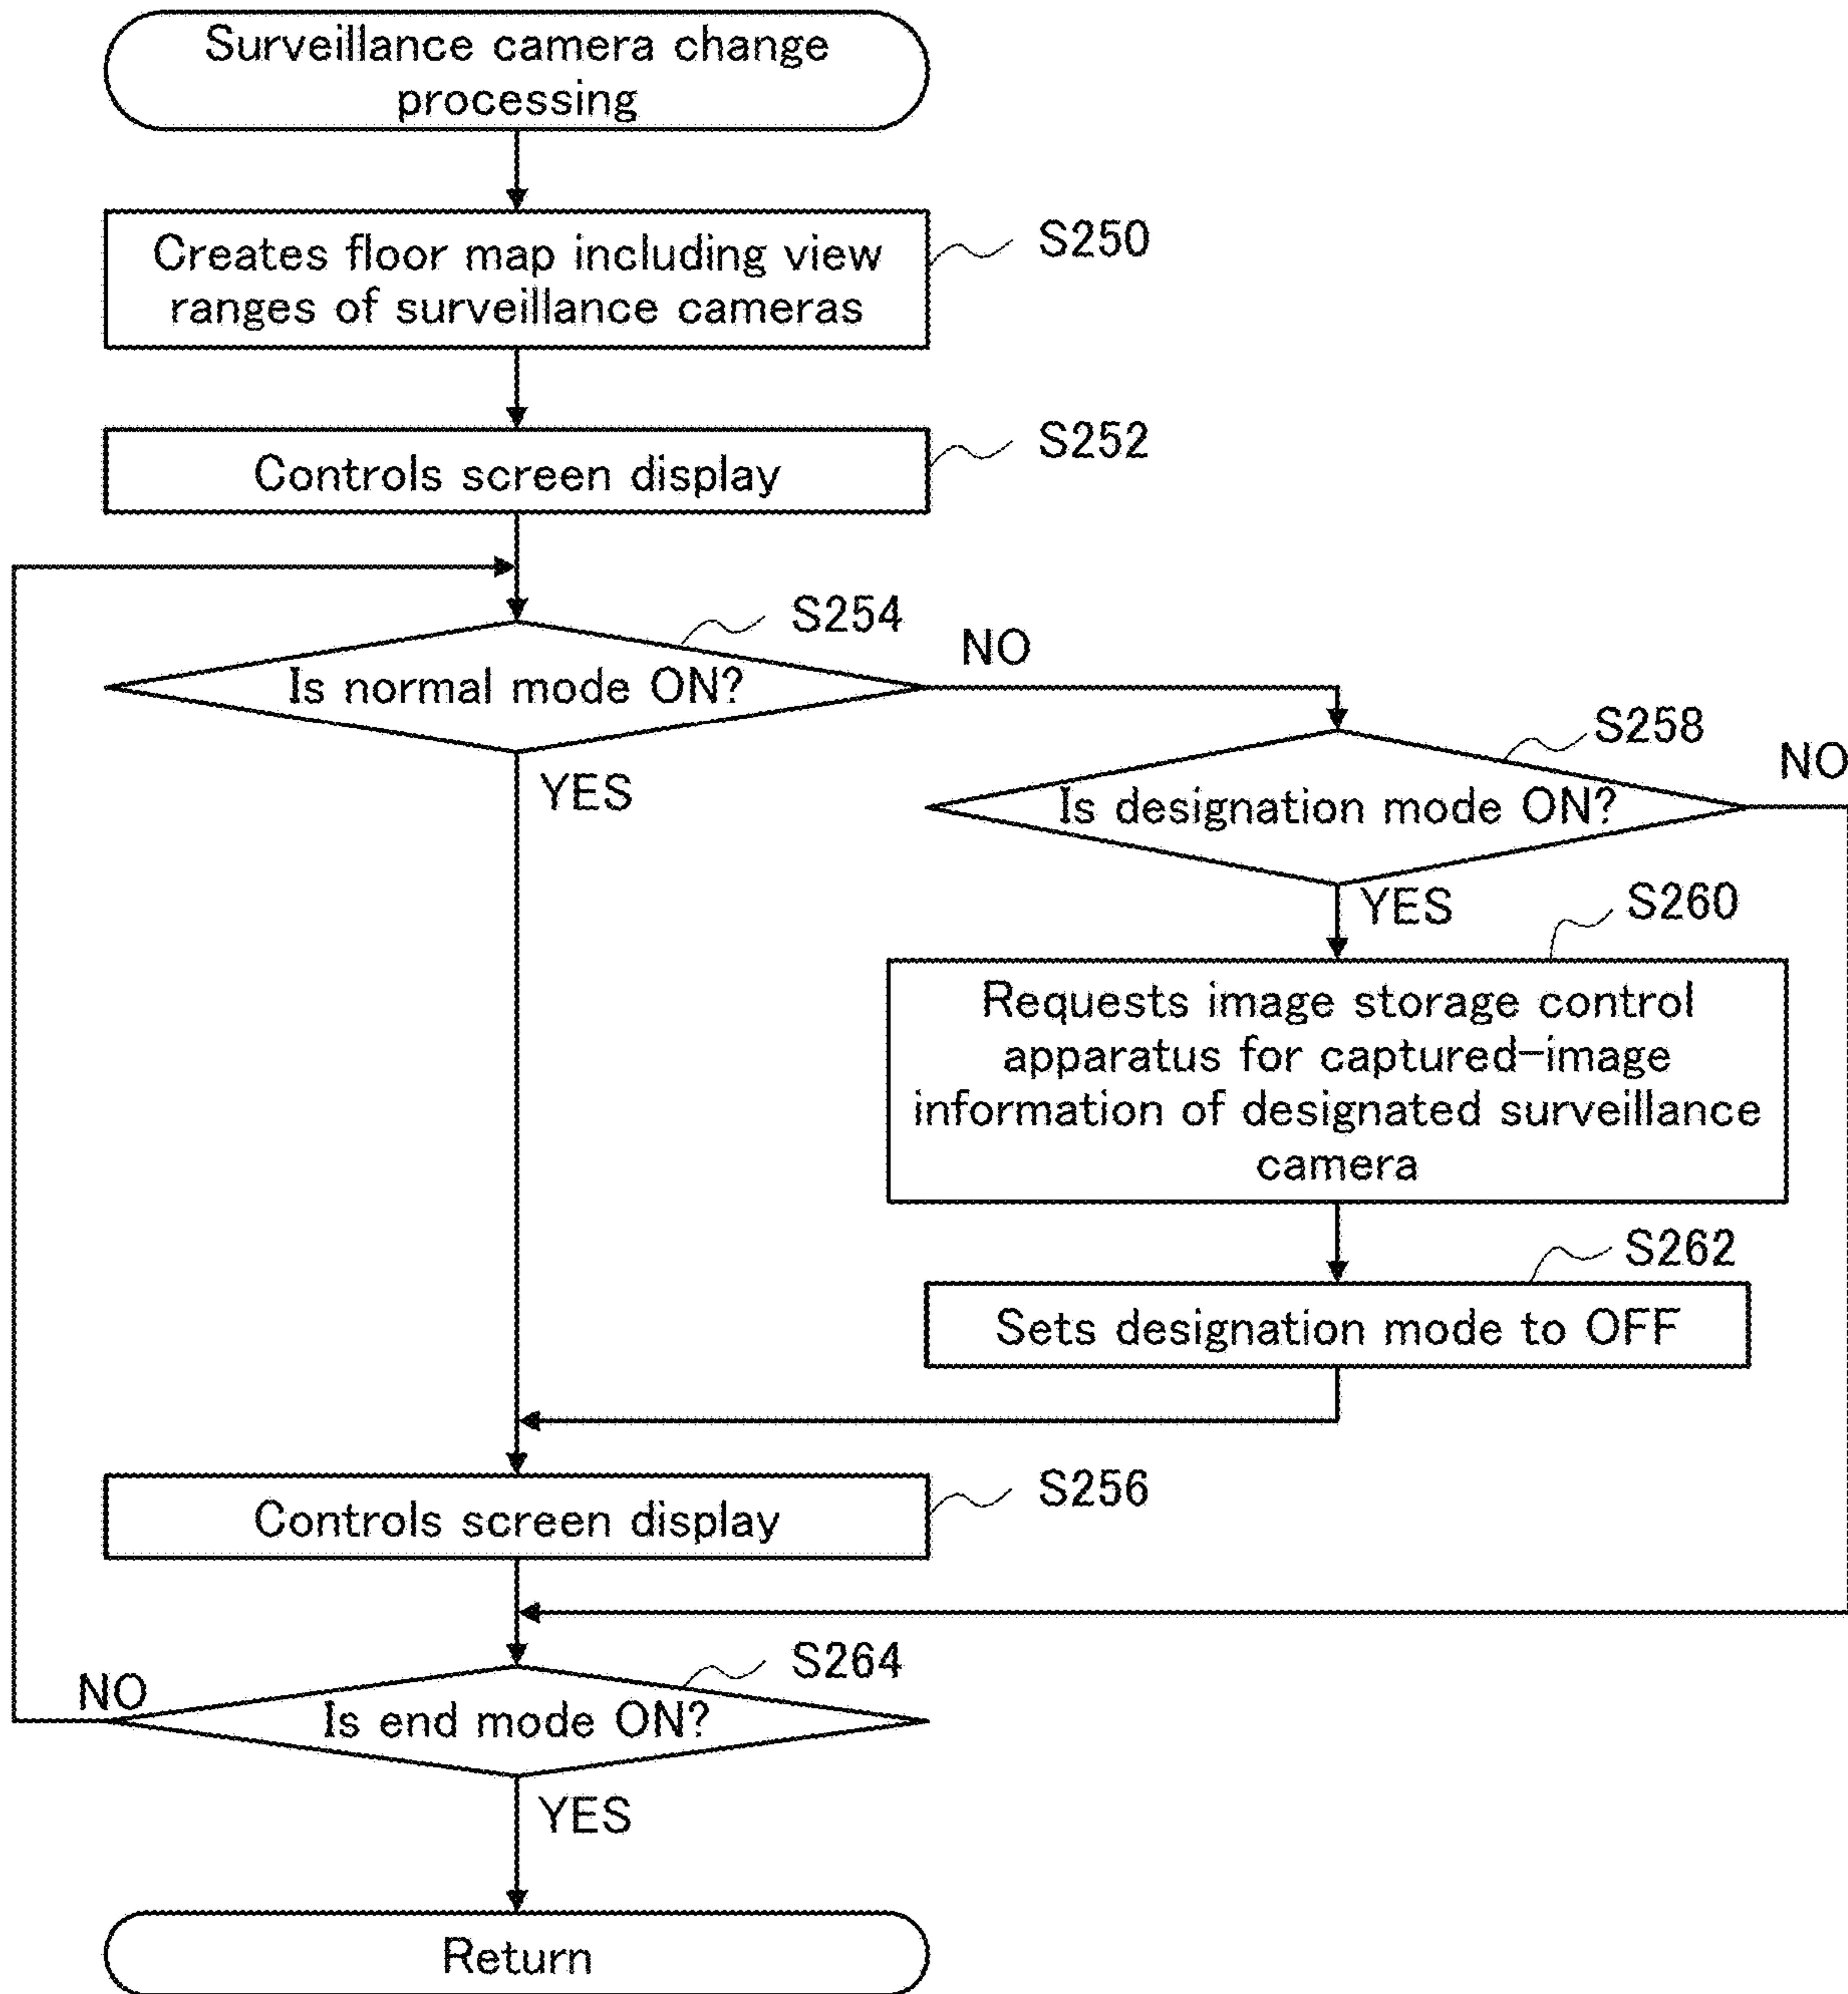 Surveillance camera change
processing
Creates floor map including view
ranges of surveillance cameras
S250
Controls screen display
S252
Is normal mode ON?
S254
NO
YES
Is designation mode ON?
S258
NO
YES
Requests image storage control
apparatus for captured-image
information of designated surveillance
camera
S260
Sets designation mode to OFF
S262
Controls screen display
S256
Is end mode ON?
S264
NO
YES
Return